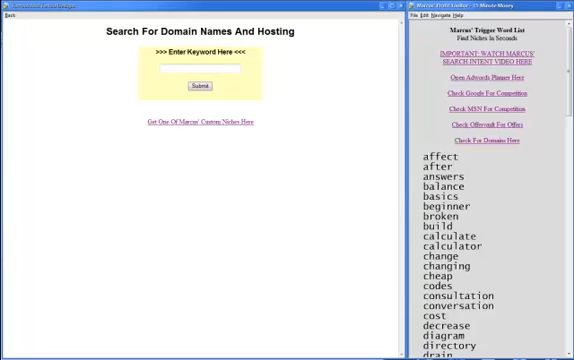 Back
Search For Domain Names And Hosting
>>> Enter Keyword Here <<<
Submit
Get One Of Marcus' Custom Niches Here
File Edit Navigate Help
Marcus' Trigger Word List
Find Niches In Seconds
IMPORTANT: WATCH MARCUS'
SEARCH INTENT VIDEO HERE
Open Adwords Planner Here
Check Google For Competition
Check MSN For Competition
Check Offervault For Offers
Check For Domains Here
affect
after
answers
balance
basics
beginner
broken
build
calculate
calculator
change
changing
cheap
codes
consultation
conversation
cost
decrease
diagram
directory
drain